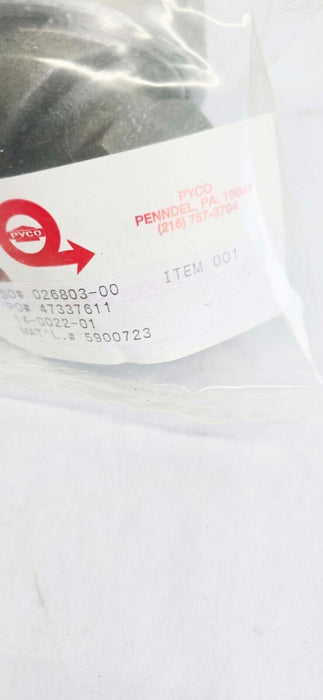 PYCO
PENNDEL, PA. 19047
(215) 757-3704
PYCO
SO# 026803-00 ITEM 001
PO# 47337611
14-0022-01
MAT'L.# 5900723